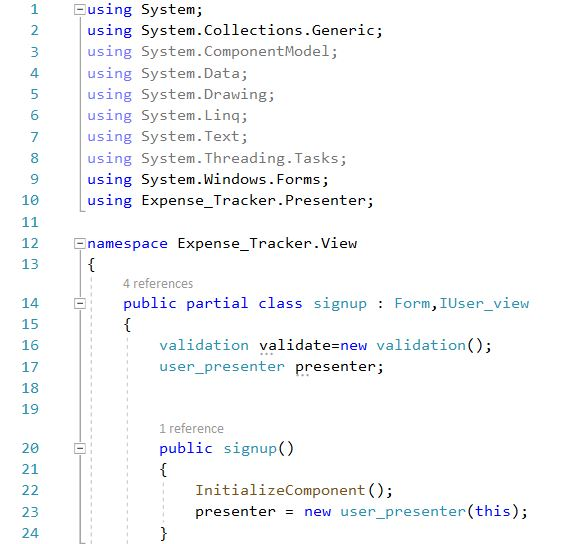 1 using System;
2 using System.Collections.Generic;
3 using System.ComponentModel;
4 using System.Data;
5 using System.Drawing;
6 using System.Linq;
7 using System.Text;
8 using System.Threading.Tasks;
9 using System.Windows.Forms;
10 using Expense_Tracker.Presenter;
11
12 namespace Expense_Tracker.View
13 {
4 references
14 public partial class signup : Form,IUser_view
15 {
16 validation validate=new validation();
17 user_presenter presenter;
18
19
1 reference
20 public signup()
21 {
22 InitializeComponent();
23 presenter = new user_presenter(this);
24 }